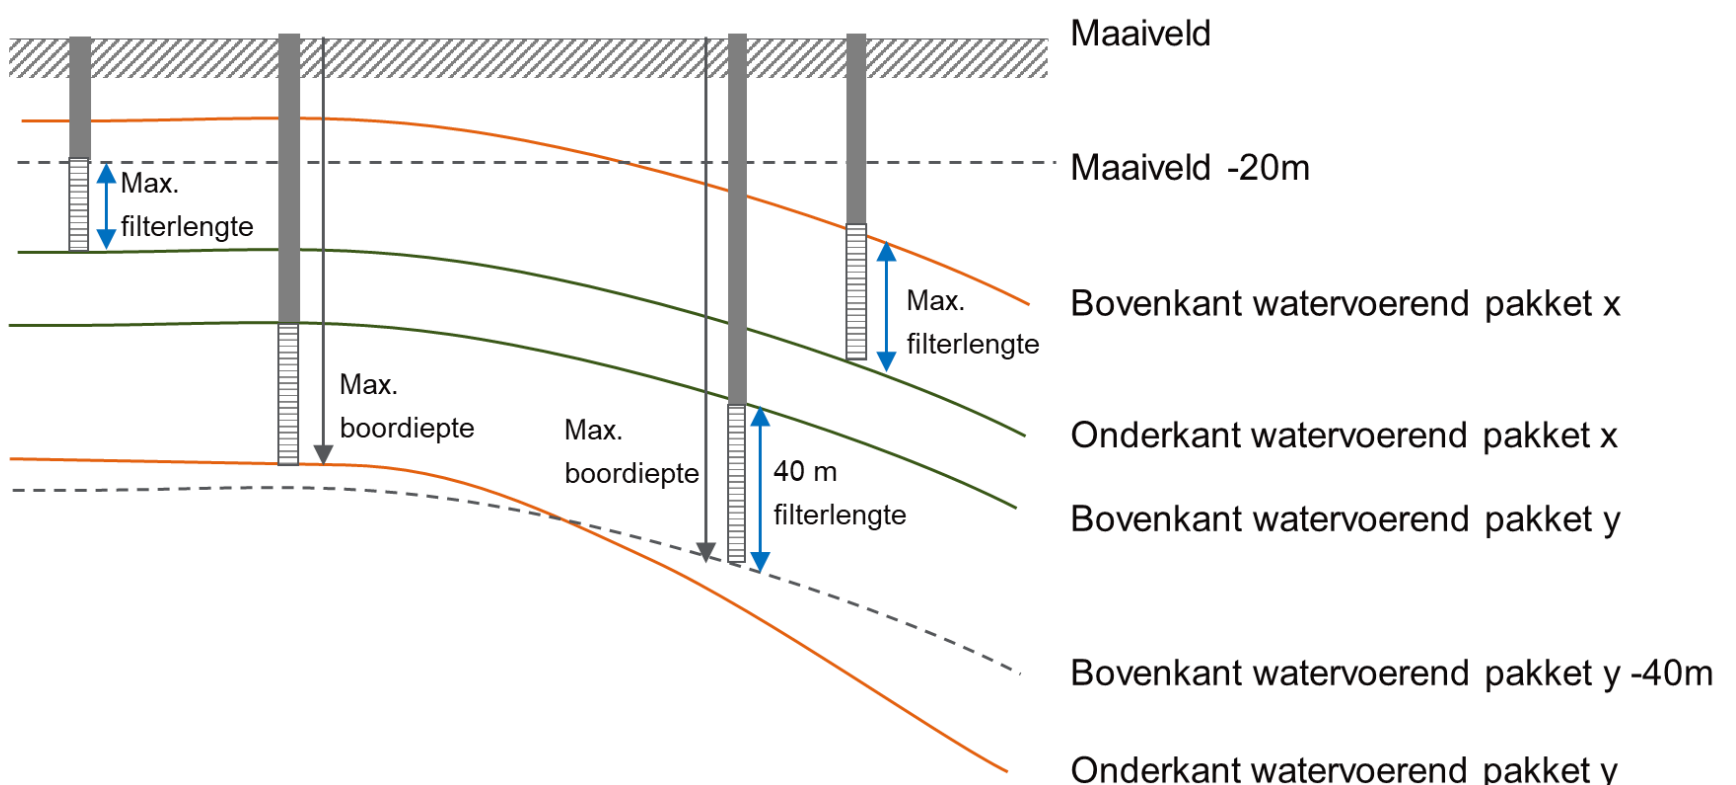 Maaiveld
Maaiveld -20m
Max.
filterlengte
Max.
filterlengte
Bovenkant watervoerend pakket x
Max.
boordiepte
Max.
boordiepte
40 m
filterlengte
Onderkant watervoerend pakket x
Bovenkant watervoerend pakket y
Bovenkant watervoerend pakket y -40m
Onderkant watervoerend pakket y